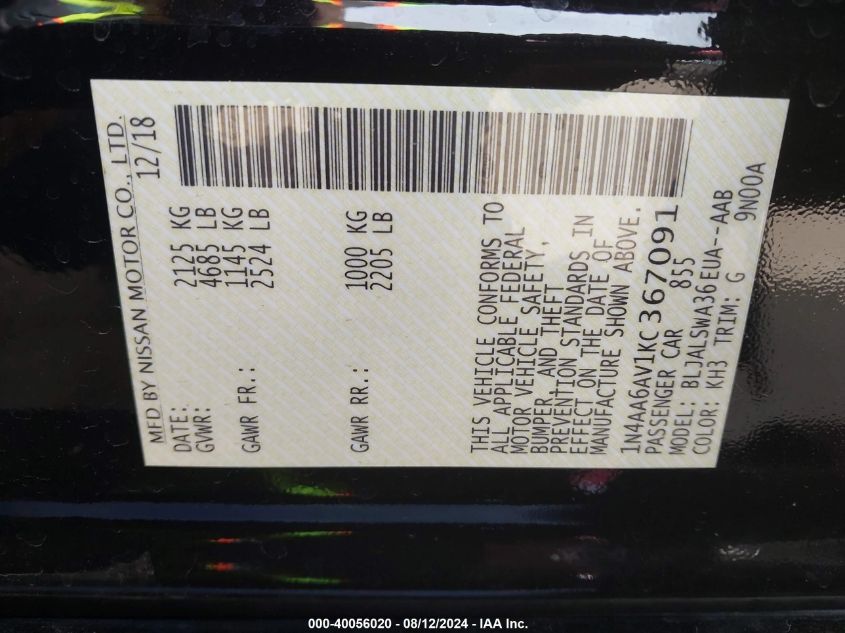 MFD BY NISSAN MOTOR CO., LTD.
DATE: 12/18
GVWR: 2125 KG
4685 LB
GAWR FR.: 1145 KG
2524 LB
GAWR RR.: 1000 KG
2205 LB
THIS VEHICLE CONFORMS TO
ALL APPLICABLE FEDERAL
MOTOR VEHICLE SAFETY,
BUMPER, AND THEFT
PREVENTION STANDARDS IN
EFFECT ON THE DATE OF
MANUFACTURE SHOWN ABOVE.
1N4AA6AV1KC367091
PASSENGER CAR 855
MODEL: BLJALSWA36EUA--AAB
COLOR: KH3 TRIM: G 9N00A
000-40056020 - 08/12/2024 - IAA Inc.